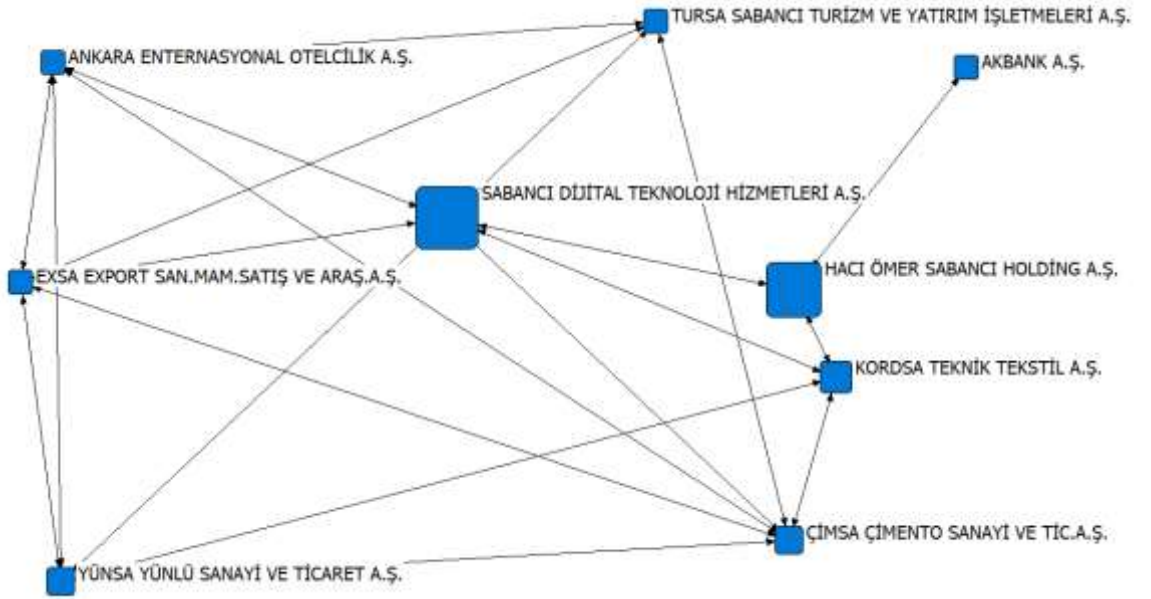 TURSA SABANCI TURİZM VE YATIRIM İŞLETMELERİ A.Ş.
ANKARA ENTERNASYONAL OTELCİLİK A.Ş.
AKBANK A.Ş.
SABANCI DİJİTAL TEKNOLOJİ HİZMETLERİ A.Ş.
EXSA EXPORT SAN.MAM.SATIŞ VE ARAŞ.A.Ş.
HACI ÖMER SABANCI HOLDİNG A.Ş.
KORDSA TEKNİK TEKSTİL A.Ş.
ÇİMSA ÇİMENTO SANAYİ VE TİC.A.Ş.
YÜNSA YÜNLÜ SANAYİ VE TİCARET A.Ş.